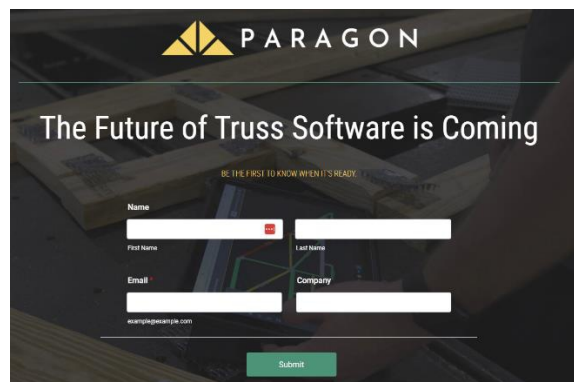 PARAGON
The Future of Truss Software is Coming
BE THE FIRST TO KNOW WHEN IT'S READY.
Name
First Name
Last Name
Email *
Company
example@example.com
Submit